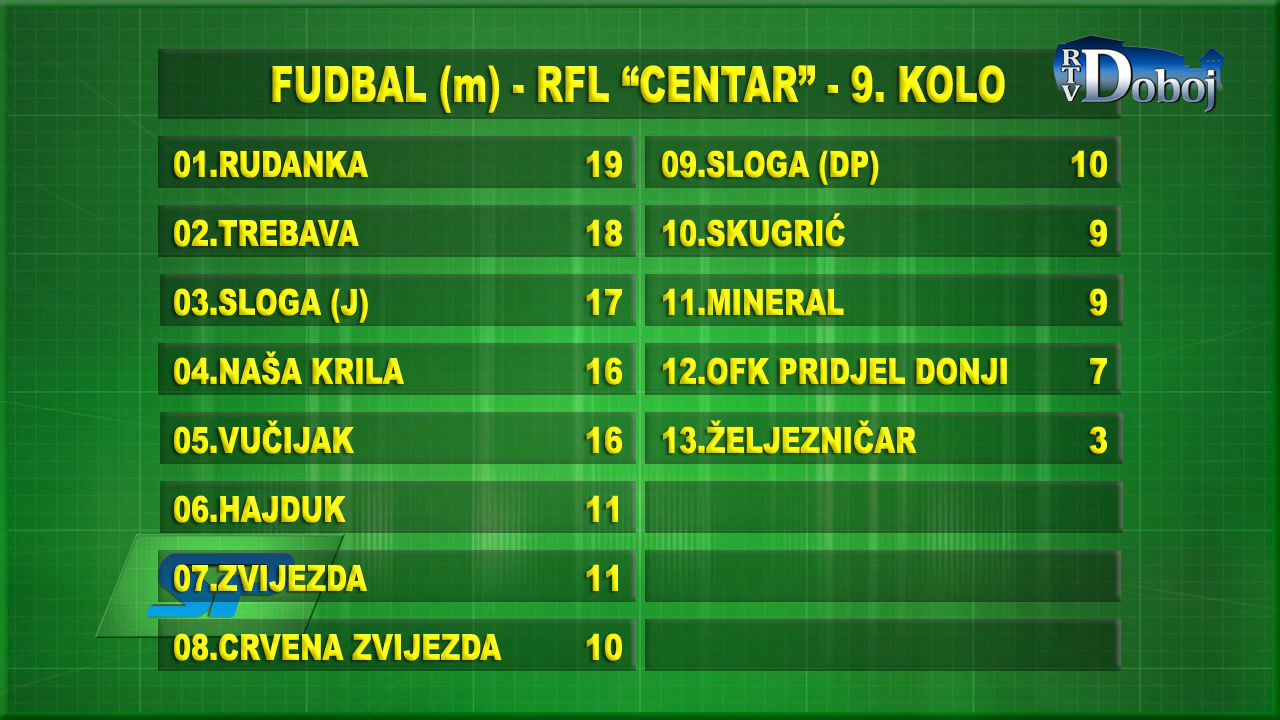 FUDBAL (m) - RFL “CENTAR” - 9. KOLO
RTV Doboj
01.RUDANKA 19
02.TREBAVA 18
03.SLOGA (J) 17
04.NAŠA KRILA 16
05.VUČIJAK 16
06.HAJDUK 11
07.ZVIJEZDA 11
08.CRVENA ZVIJEZDA 10
09.SLOGA (DP) 10
10.SKUGRIĆ 9
11.MINERAL 9
12.OFK PRIDJEL DONJI 7
13.ŽELJEZNIČAR 3